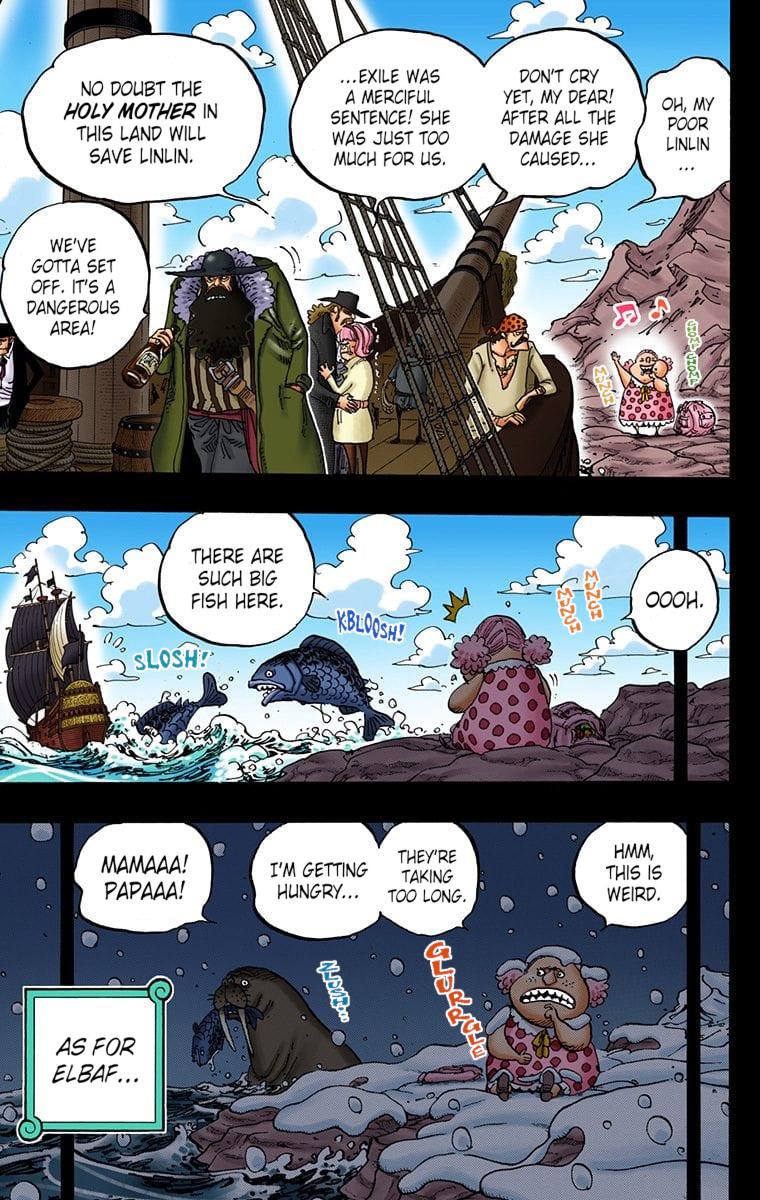 OH, MY
POOR
LINLIN
...
DON'T CRY
YET, MY DEAR!
AFTER ALL THE
DAMAGE SHE
CAUSED...
...EXILE WAS
A MERCIFUL
SENTENCE! SHE
WAS JUST TOO
MUCH FOR US.
NO DOUBT THE
HOLY MOTHER IN
THIS LAND WILL
SAVE LINLIN.
WE'VE
GOTTA SET
OFF. IT'S A
DANGEROUS
AREA!
CHOMP CHOMP
MUNCH
OOOH.
MUNCH
MUNCH
THERE ARE
SUCH BIG
FISH HERE.
KBLOOSH!
SLOSH!
HMM,
THIS IS
WEIRD.
THEY'RE
TAKING
TOO LONG.
I'M GETTING
HUNGRY...
MAMAAA!
PAPAAA!
GLURRGLE
ZLOSH...
AS FOR
ELBAF...